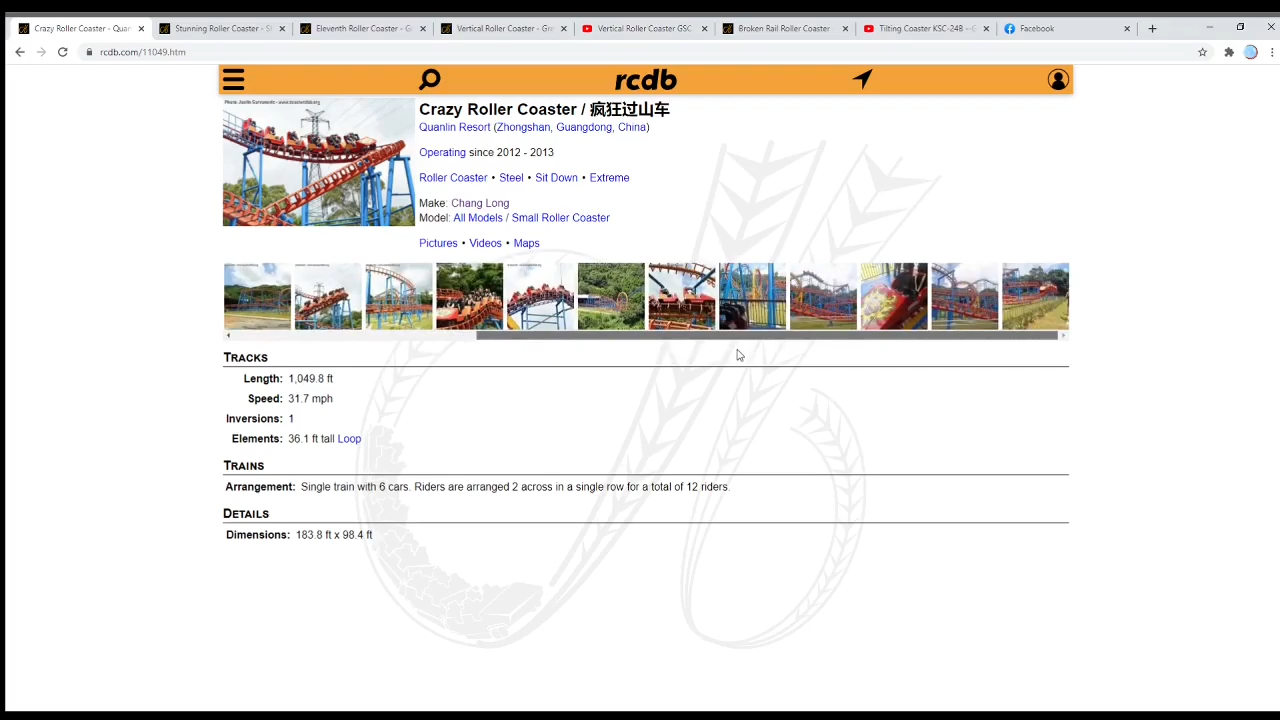 Crazy Roller Coaster - Quan
Stunning Roller Coaster - S
Eleventh Roller Coaster - G
Vertical Roller Coaster - Gr
Vertical Roller Coaster GSC
Broken Rail Roller Coaster
Tilting Coaster KSC-24B --G
Facebook
rcdb.com/11049.htm
rcdb
Crazy Roller Coaster / 疯狂过山车
Quanlin Resort (Zhongshan, Guangdong, China)
Operating since 2012 - 2013
Roller Coaster • Steel • Sit Down • Extreme
Make: Chang Long
Model: All Models / Small Roller Coaster
Pictures • Videos • Maps
TRACKS
Length: 1,049.8 ft
Speed: 31.7 mph
Inversions: 1
Elements: 36.1 ft tall Loop
TRAINS
Arrangement: Single train with 6 cars. Riders are arranged 2 across in a single row for a total of 12 riders.
DETAILS
Dimensions: 183.8 ft x 98.4 ft